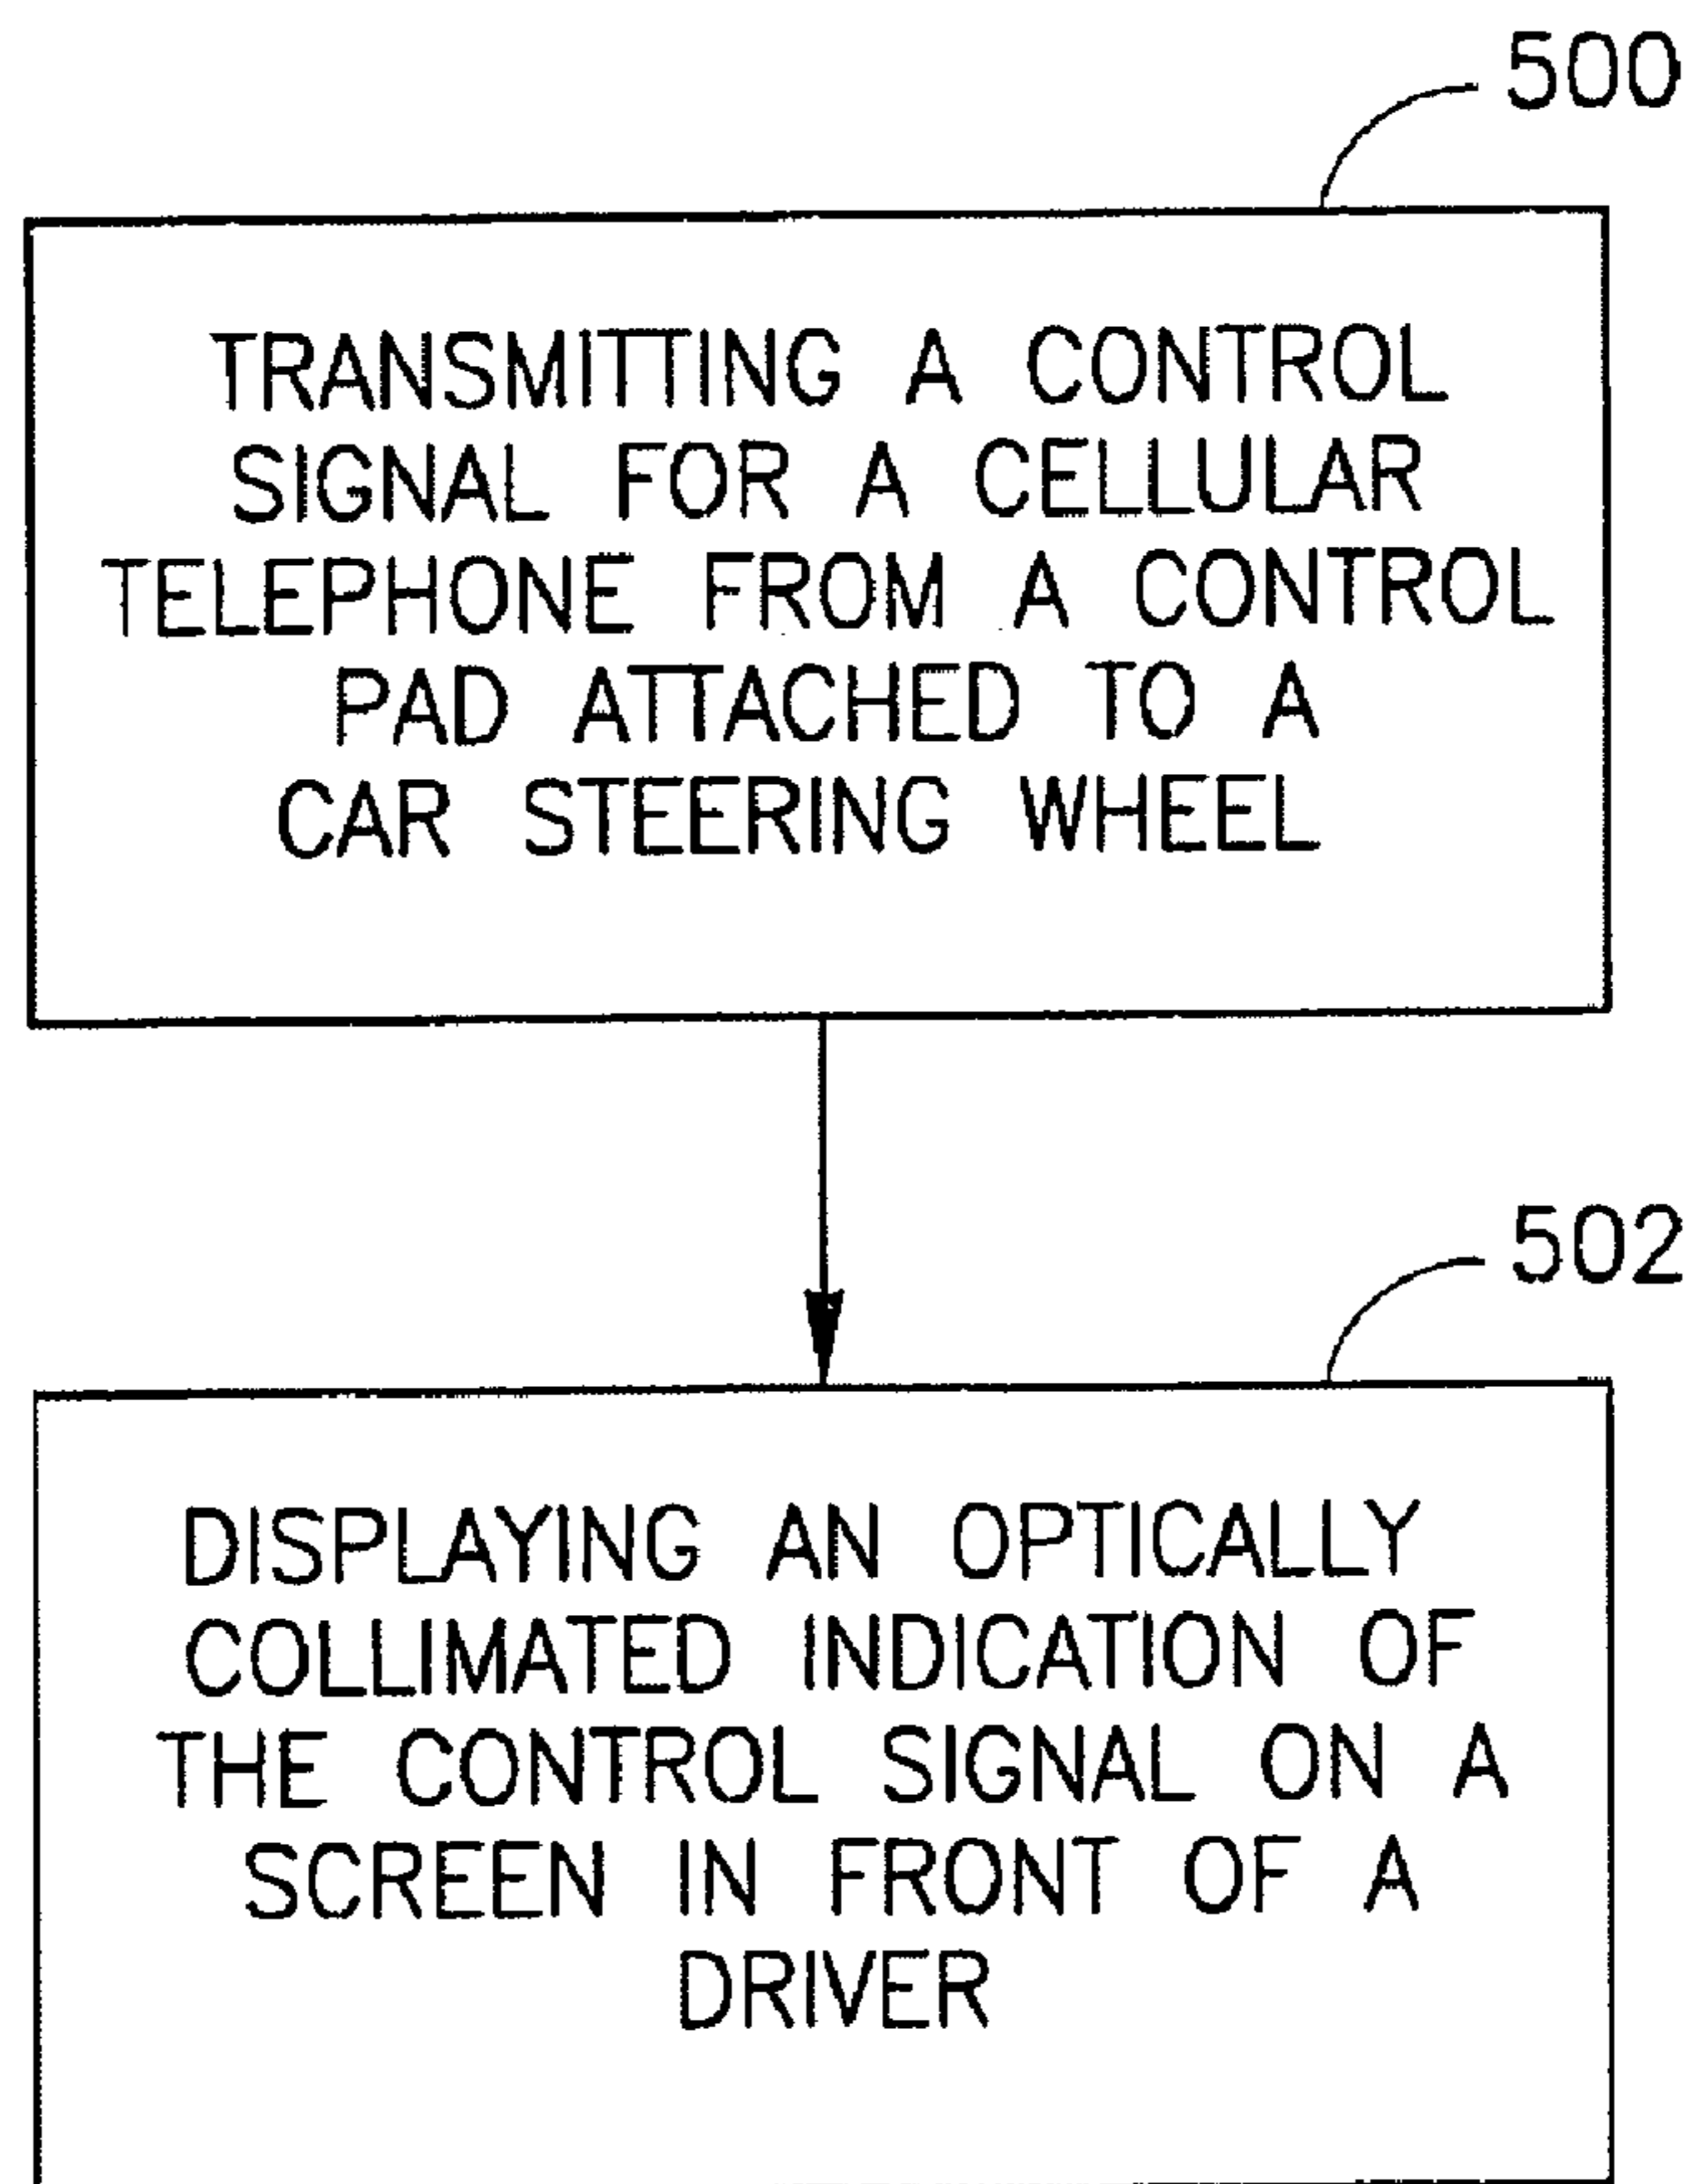 500
TRANSMITTING A CONTROL
SIGNAL FOR A CELLULAR
TELEPHONE FROM A CONTROL
PAD ATTACHED TO A
CAR STEERING WHEEL
502
DISPLAYING AN OPTICALLY
COLLIMATED INDICATION OF
THE CONTROL SIGNAL ON A
SCREEN IN FRONT OF A
DRIVER